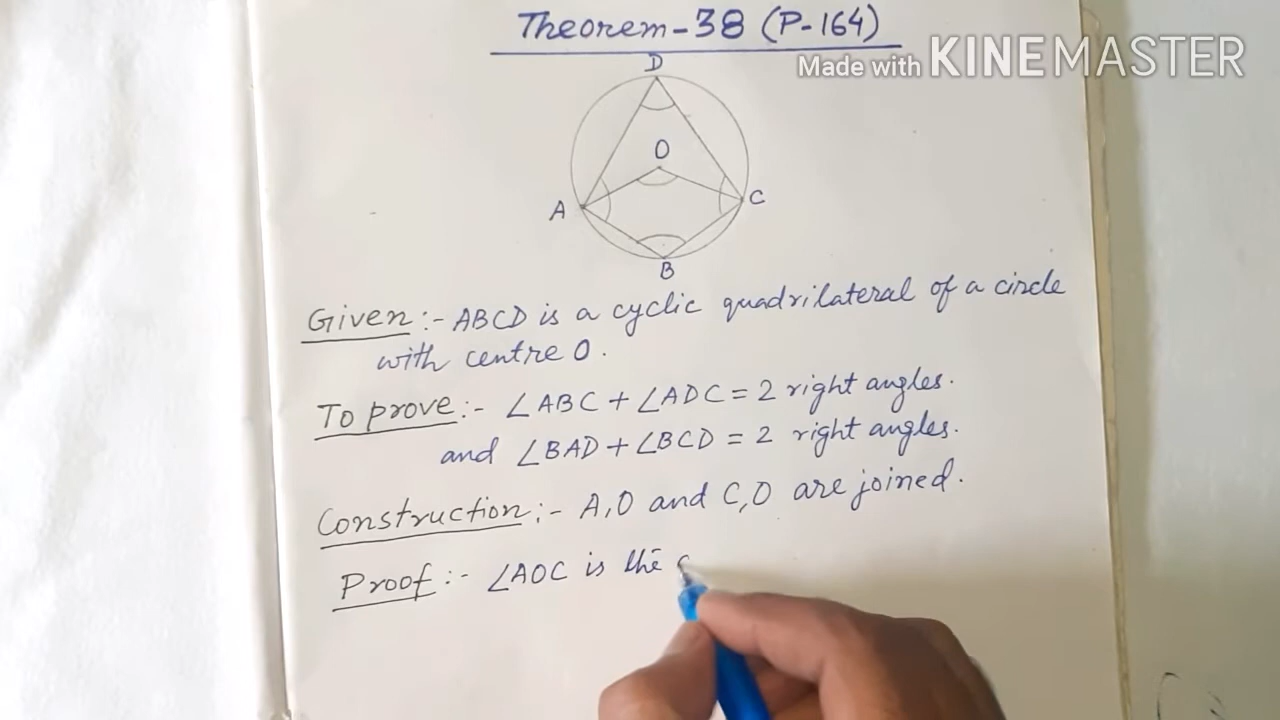 Theorem-38 (P-164)
Made with KINEMASTER
D
O
A
C
B
Given:- ABCD is a cyclic quadrilateral of a circle
with centre O.
To prove:- ∠ABC + ∠ADC = 2 right angles.
and ∠BAD + ∠BCD = 2 right angles.
Construction:- A,O and C,O are joined.
Proof:- ∠AOC is the